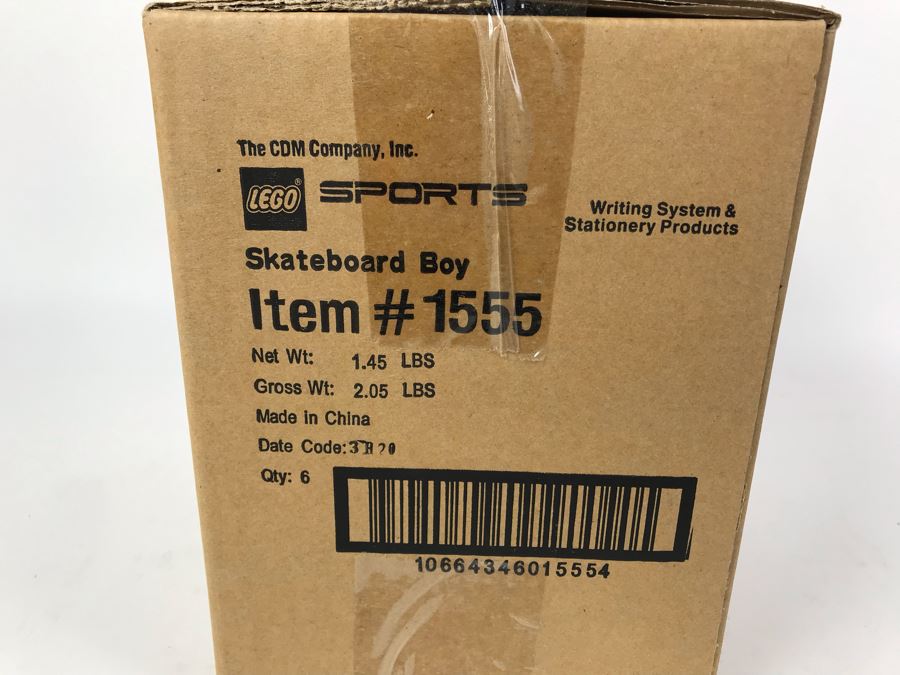 The CDM Company, Inc.
LEGO® SPORTS
Writing System &
Stationery Products
Skateboard Boy
Item # 1555
Net Wt: 1.45 LBS
Gross Wt: 2.05 LBS
Made in China
Date Code:
Qty: 6
10664346015554